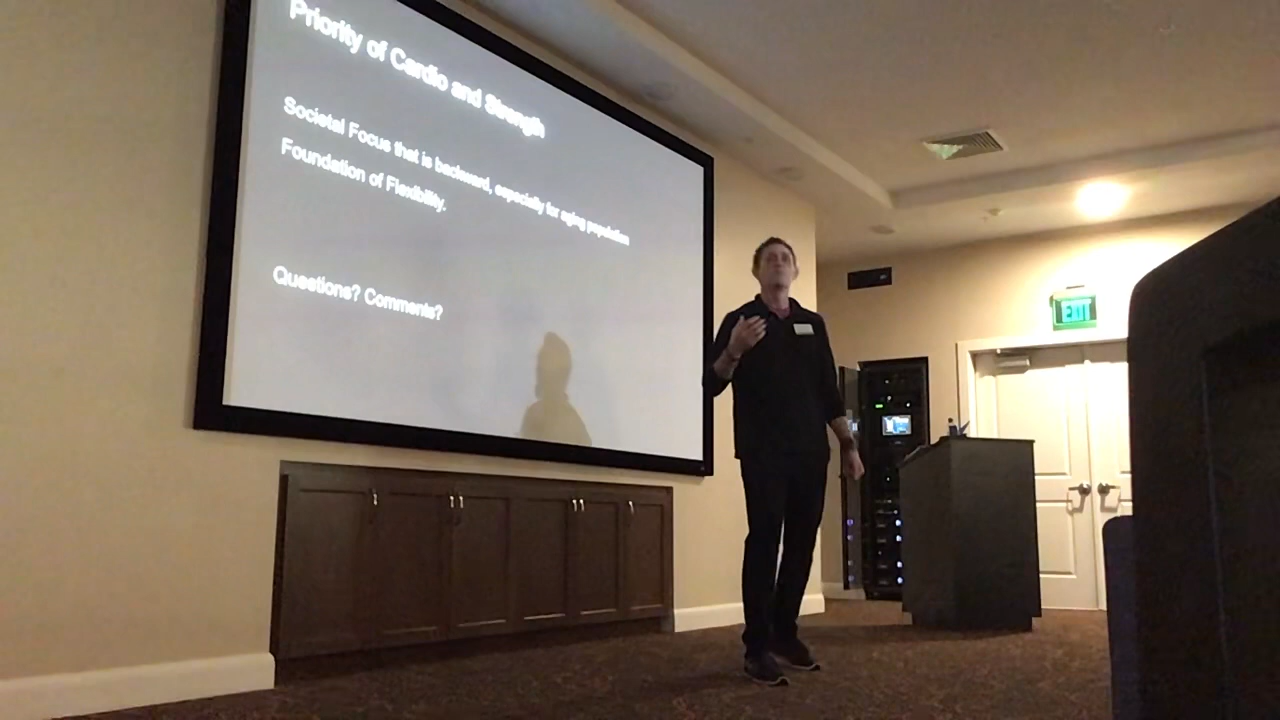 Priority of Cardio and Strength
Societal Focus that is backward, especially for aging population
Foundation of Flexibility.
Questions? Comments?
EXIT